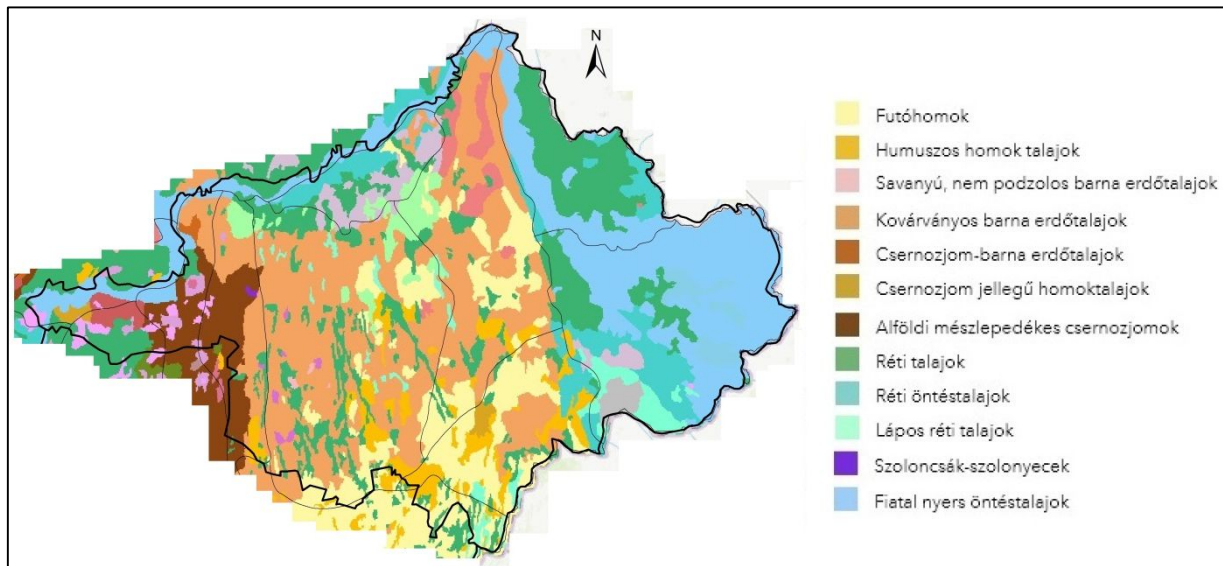 N
Futóhomok
Humuszos homok talajok
Savanyú, nem podzolos barna erdőtalajok
Kovárványos barna erdőtalajok
Csernozjom-barna erdőtalajok
Csernozjom jellegű homoktalajok
Alföldi mészlepedékes csernozjomok
Réti talajok
Réti öntéstalajok
Lápos réti talajok
Szoloncsák-szolonyecek
Fiatal nyers öntéstalajok